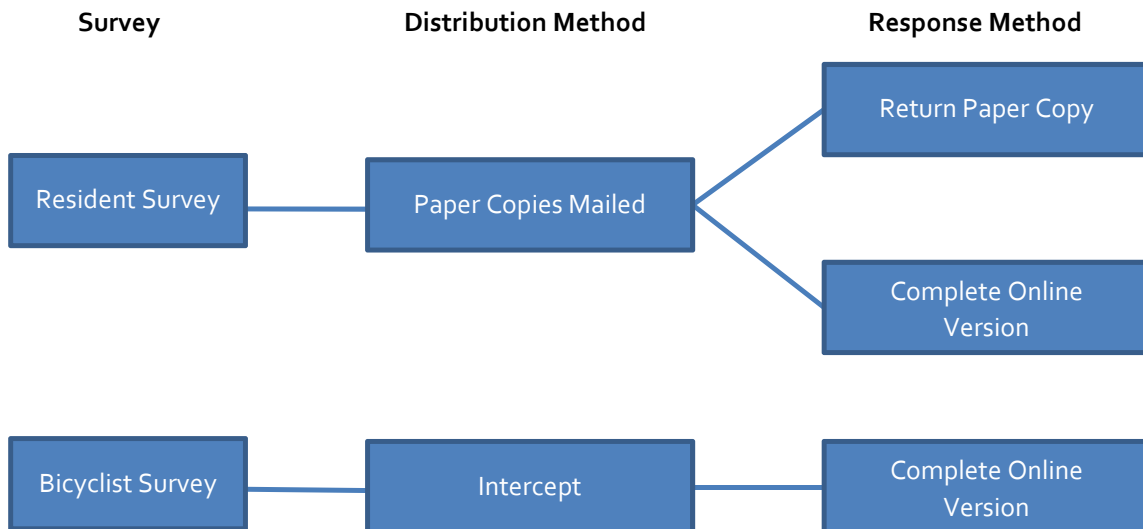 Survey
Distribution Method
Response Method
Return Paper Copy
Resident Survey
Paper Copies Mailed
Complete Online
Version
Bicyclist Survey
Intercept
Complete Online
Version